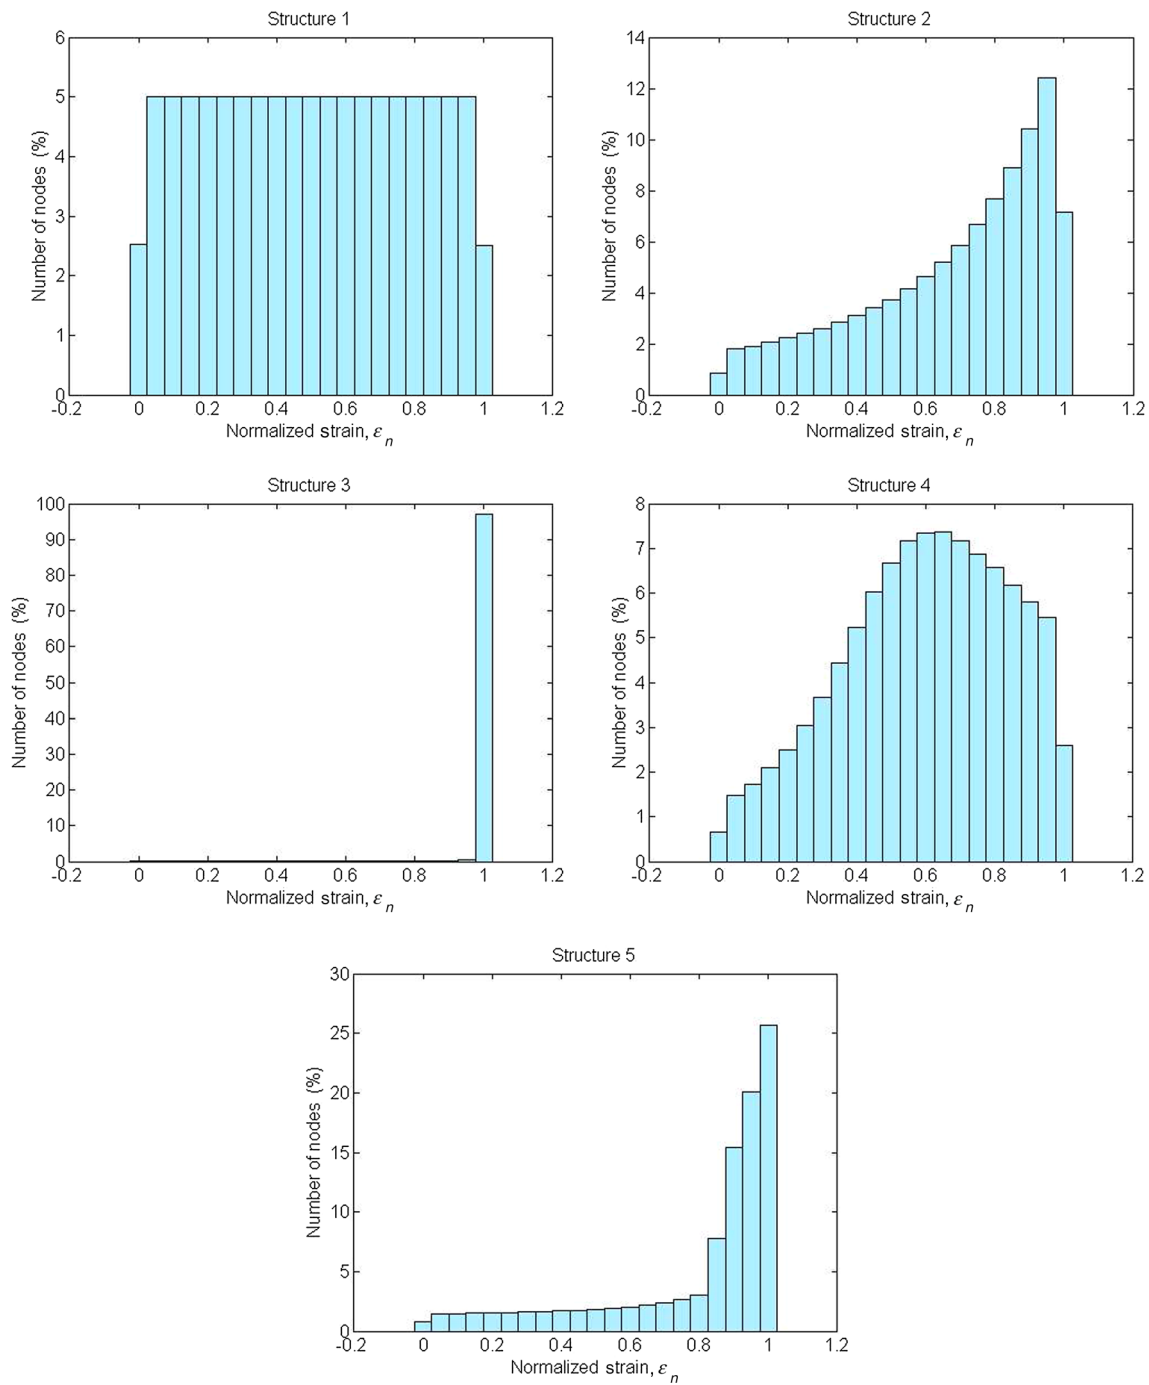 Structure 1
6
5
4
3
2
1
0
-0.2 0 0.2 0.4 0.6 0.8 1 1.2
Number of nodes (%)
Normalized strain, εn
Structure 2
14
12
10
8
6
4
2
0
-0.2 0 0.2 0.4 0.6 0.8 1 1.2
Number of nodes (%)
Normalized strain, εn
Structure 3
100
90
80
70
60
50
40
30
20
10
0
-0.2 0 0.2 0.4 0.6 0.8 1 1.2
Number of nodes (%)
Normalized strain, εn
Structure 4
8
7
6
5
4
3
2
1
0
-0.2 0 0.2 0.4 0.6 0.8 1 1.2
Number of nodes (%)
Normalized strain, εn
Structure 5
30
25
20
15
10
5
0
-0.2 0 0.2 0.4 0.6 0.8 1 1.2
Number of nodes (%)
Normalized strain, εn